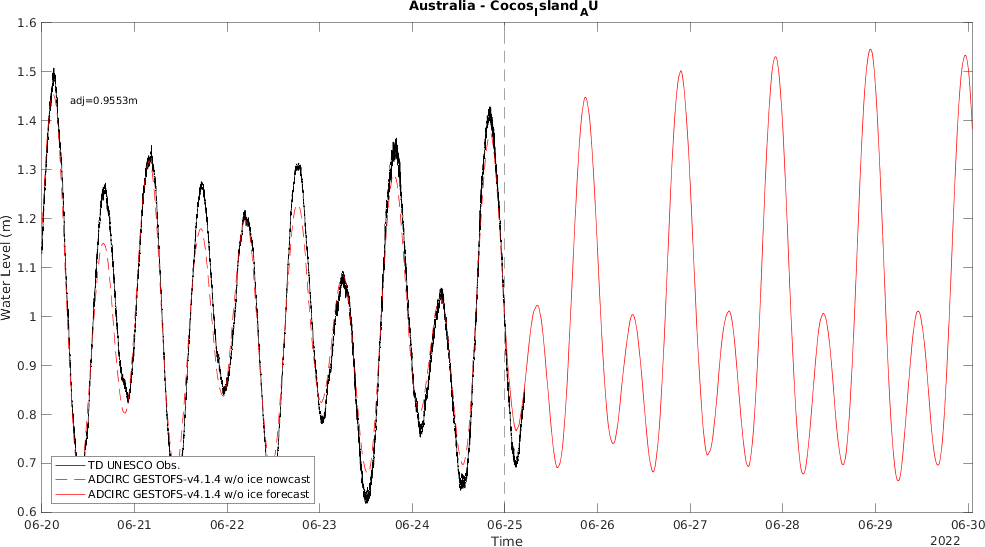 Australia - Cocos_Island_AU
1.6
1.5
1.4
1.3
1.2
1.1
1
0.9
0.8
0.7
0.6
Water Level (m)
adj=0.9553m
TD UNESCO Obs.
ADCIRC GESTOFS-v4.1.4 w/o ice nowcast
ADCIRC GESTOFS-v4.1.4 w/o ice forecast
06-20 06-21 06-22 06-23 06-24 06-25 06-26 06-27 06-28 06-29 06-30
Time
2022